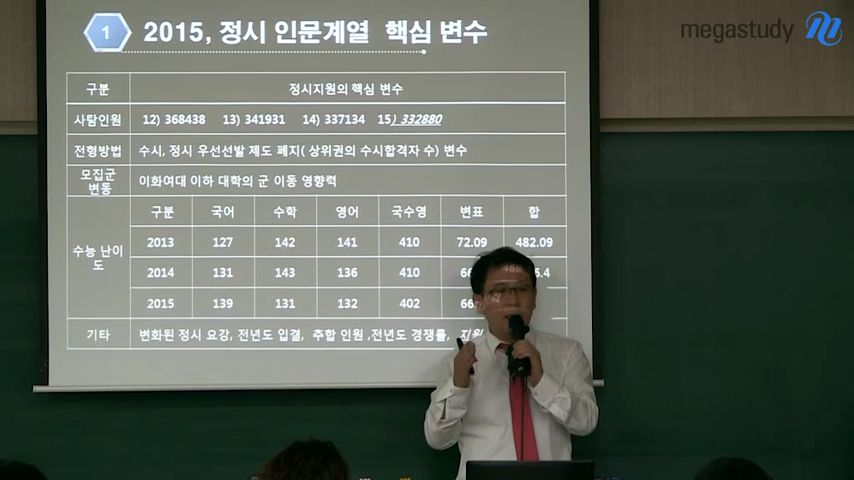 megastudy
1 2015, 정시 인문계열 핵심 변수
구분 정시지원의 핵심 변수
사탐인원 12) 368438 13) 341931 14) 337134 15) 332880
전형방법 수시, 정시 우선선발 제도 폐지( 상위권의 수시합격자 수) 변수
모집군 변동 이화여대 이하 대학의 군 이동 영향력
수능 난이도
구분 국어 수학 영어 국수영 변표 합
2013 127 142 141 410 72.09 482.09
2014 131 143 136 410
2015 139 131 132 402
기타 변화된 정시 요강, 전년도 입결, 추합 인원 ,전년도 경쟁률,